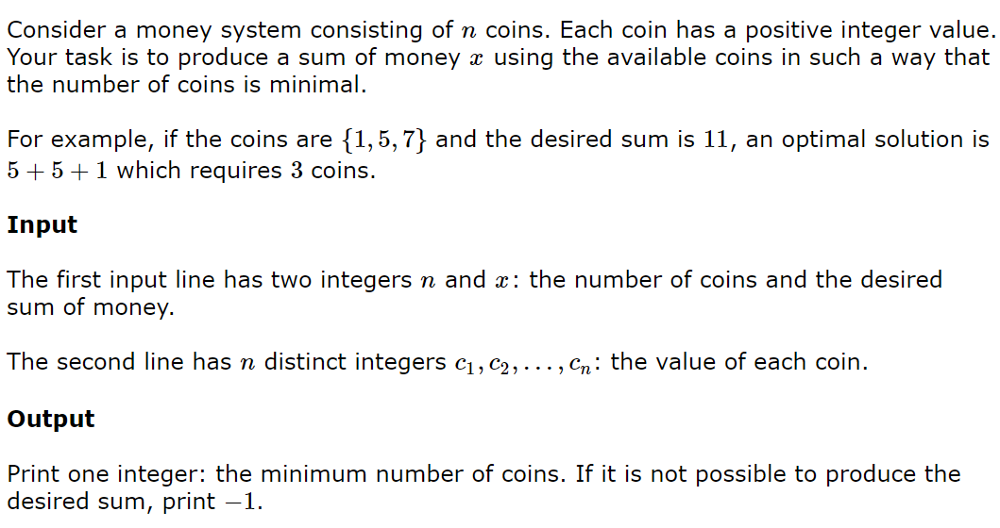 Consider a money system consisting of n coins. Each coin has a positive integer value.
Your task is to produce a sum of money x using the available coins in such a way that
the number of coins is minimal.
For example, if the coins are {1, 5, 7} and the desired sum is 11, an optimal solution is
5 + 5 + 1 which requires 3 coins.
Input
The first input line has two integers n and x: the number of coins and the desired
sum of money.
The second line has n distinct integers c₁, c₂, . . . , cₙ: the value of each coin.
Output
Print one integer: the minimum number of coins. If it is not possible to produce the
desired sum, print −1.